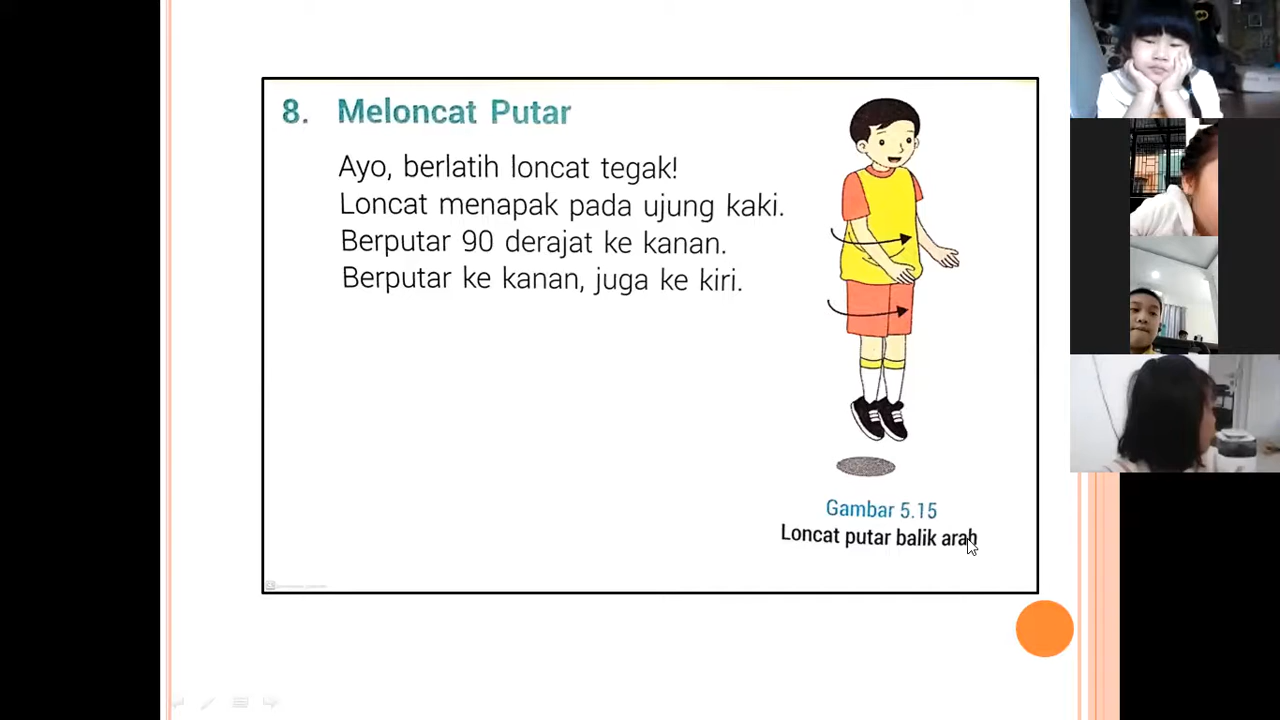 8. Meloncat Putar
Ayo, berlatih loncat tegak!
Loncat menapak pada ujung kaki.
Berputar 90 derajat ke kanan.
Berputar ke kanan, juga ke kiri.
Gambar 5.15
Loncat putar balik arah